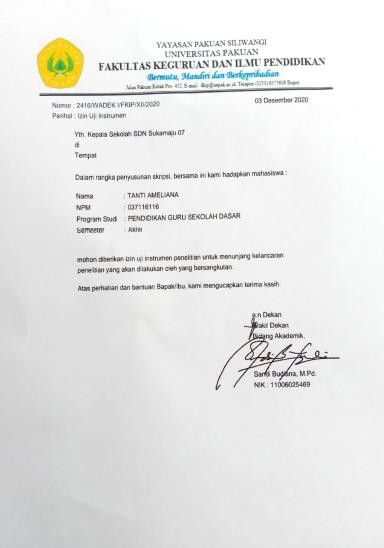 YAYASAN PAKUAN SILIWANGI
UNIVERSITAS PAKUAN
FAKULTAS KEGURUAN DAN ILMU PENDIDIKAN
Bermutu, Mandiri dan Berkepribadian
Jalan Pakuan Kotak Pos 452, E-mail : fkip@unpak.ac.id, Telepon (0251) 8375608 Bogor
Nomor : 2416/WADEK I/FKIP/XII/2020
03 Desember 2020
Perihal : Izin Uji Instrumen
Yth. Kepala Sekolah SDN Sukamaju 07
di
Tempat
Dalam rangka penyusunan skripsi, bersama ini kami hadapkan mahasiswa :
Nama : TANTI AMELIANA
NPM : 037116116
Program Studi : PENDIDIKAN GURU SEKOLAH DASAR
Semester : Akhir
mohon diberikan izin uji instrumen penelitian untuk menunjang kelancaran
penelitian yang akan dilakukan oleh yang bersangkutan.
Atas perhatian dan bantuan Bapak/Ibu, kami mengucapkan terima kasih.
a.n Dekan
Wakil Dekan
Bidang Akademik,
Sandi Budiana, M.Pd.
NIK : 11006025469